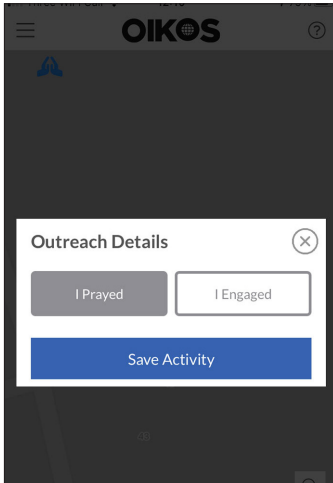 OIKOS
?
Outreach Details
I Prayed
I Engaged
Save Activity